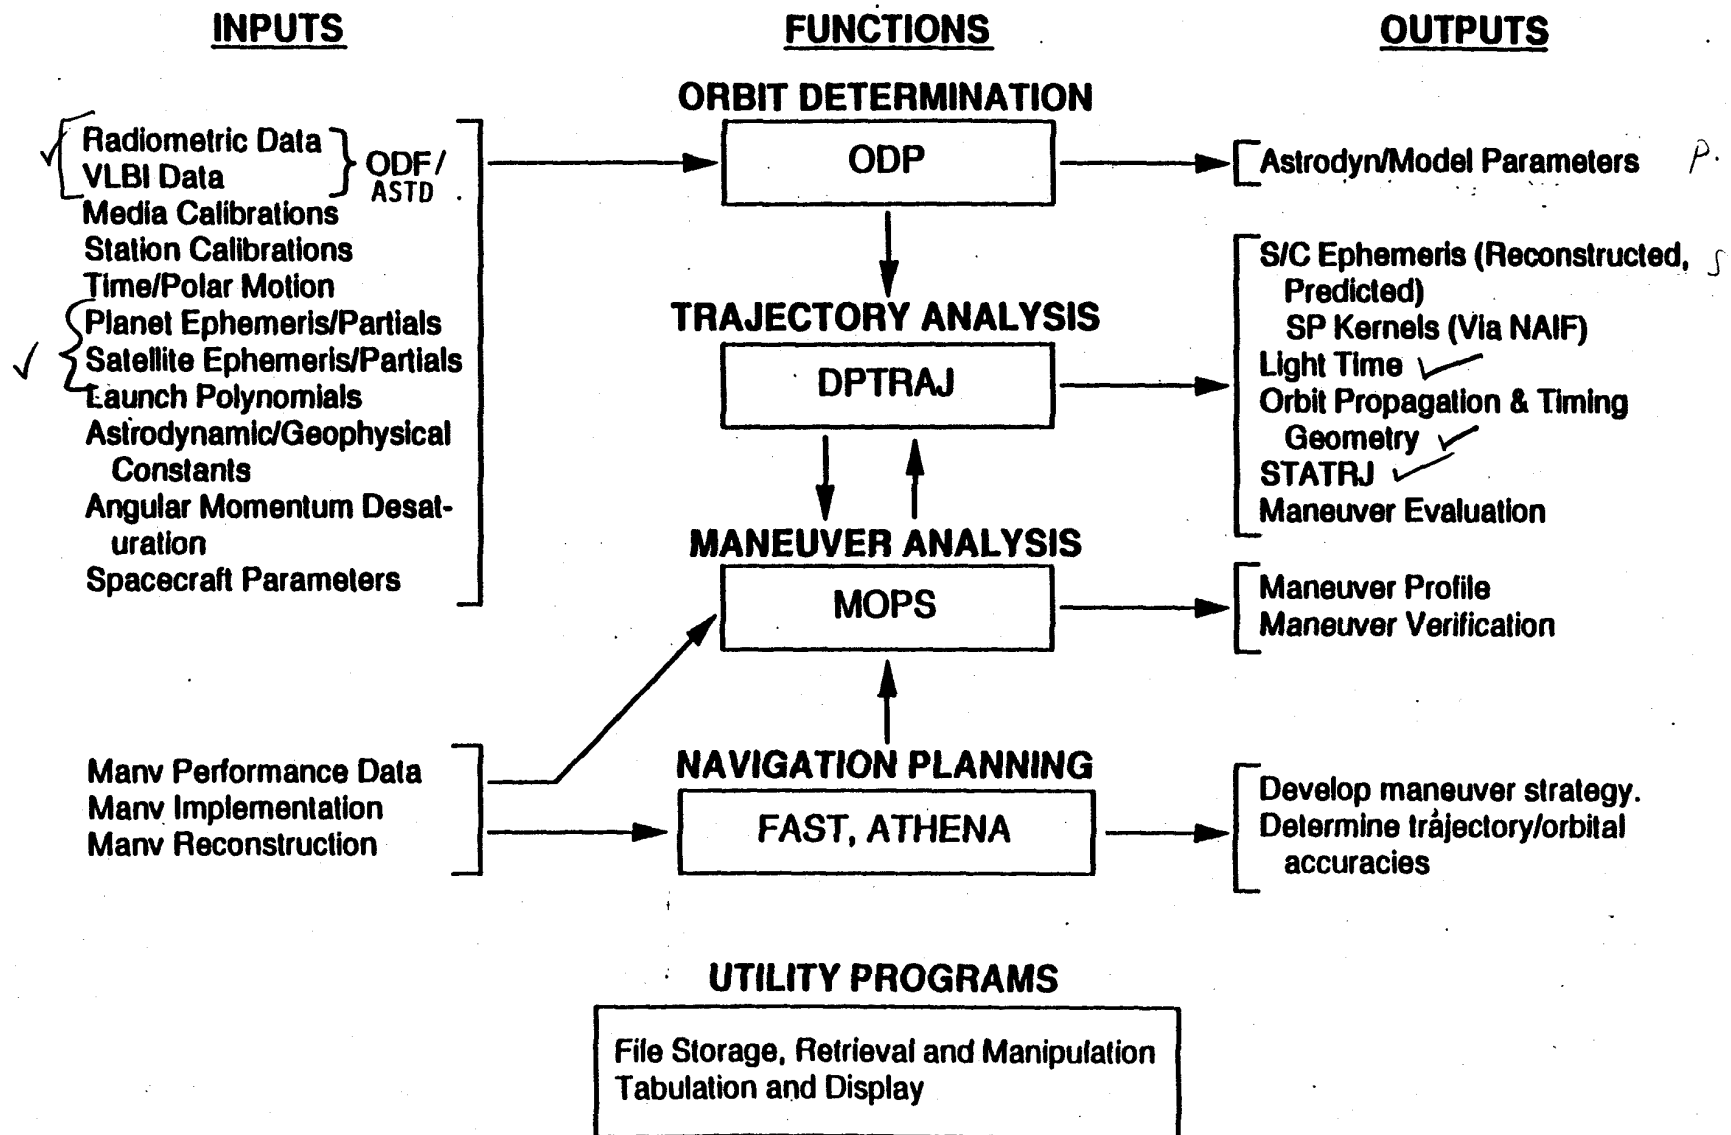 INPUTS
FUNCTIONS
OUTPUTS
Radiometric Data
VLBI Data
ODF/
ASTD
Media Calibrations
Station Calibrations
Time/Polar Motion
Planet Ephemeris/Partials
Satellite Ephemeris/Partials
Launch Polynomials
Astrodynamic/Geophysical
Constants
Angular Momentum Desat-
uration
Spacecraft Parameters
Manv Performance Data
Manv Implementation
Manv Reconstruction
ORBIT DETERMINATION
ODP
TRAJECTORY ANALYSIS
DPTRAJ
MANEUVER ANALYSIS
MOPS
NAVIGATION PLANNING
FAST, ATHENA
UTILITY PROGRAMS
File Storage, Retrieval and Manipulation
Tabulation and Display
Astrodyn/Model Parameters
P.
S/C Ephemeris (Reconstructed,
Predicted)
SP Kernels (Via NAIF)
Light Time
Orbit Propagation & Timing
Geometry
STATRJ
Maneuver Evaluation
Maneuver Profile
Maneuver Verification
Develop maneuver strategy.
Determine trajectory/orbital
accuracies